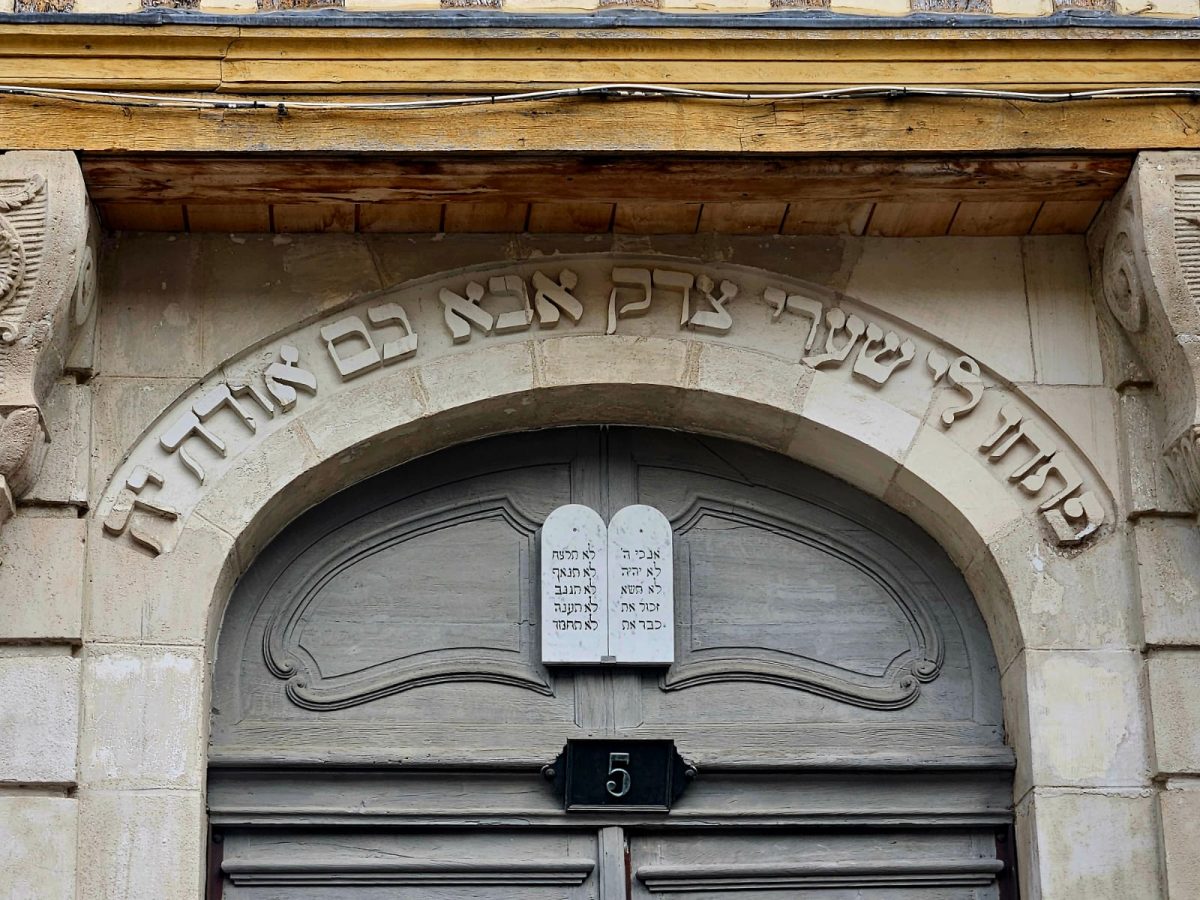 פתחו לי שערי צדק אבא בם אודה יה
אנכי ה'
לא יהיה
לא תשא
זכור את
כבד את
לא תרצח
לא תנאף
לא תגנב
לא תענה
לא תחמד
5